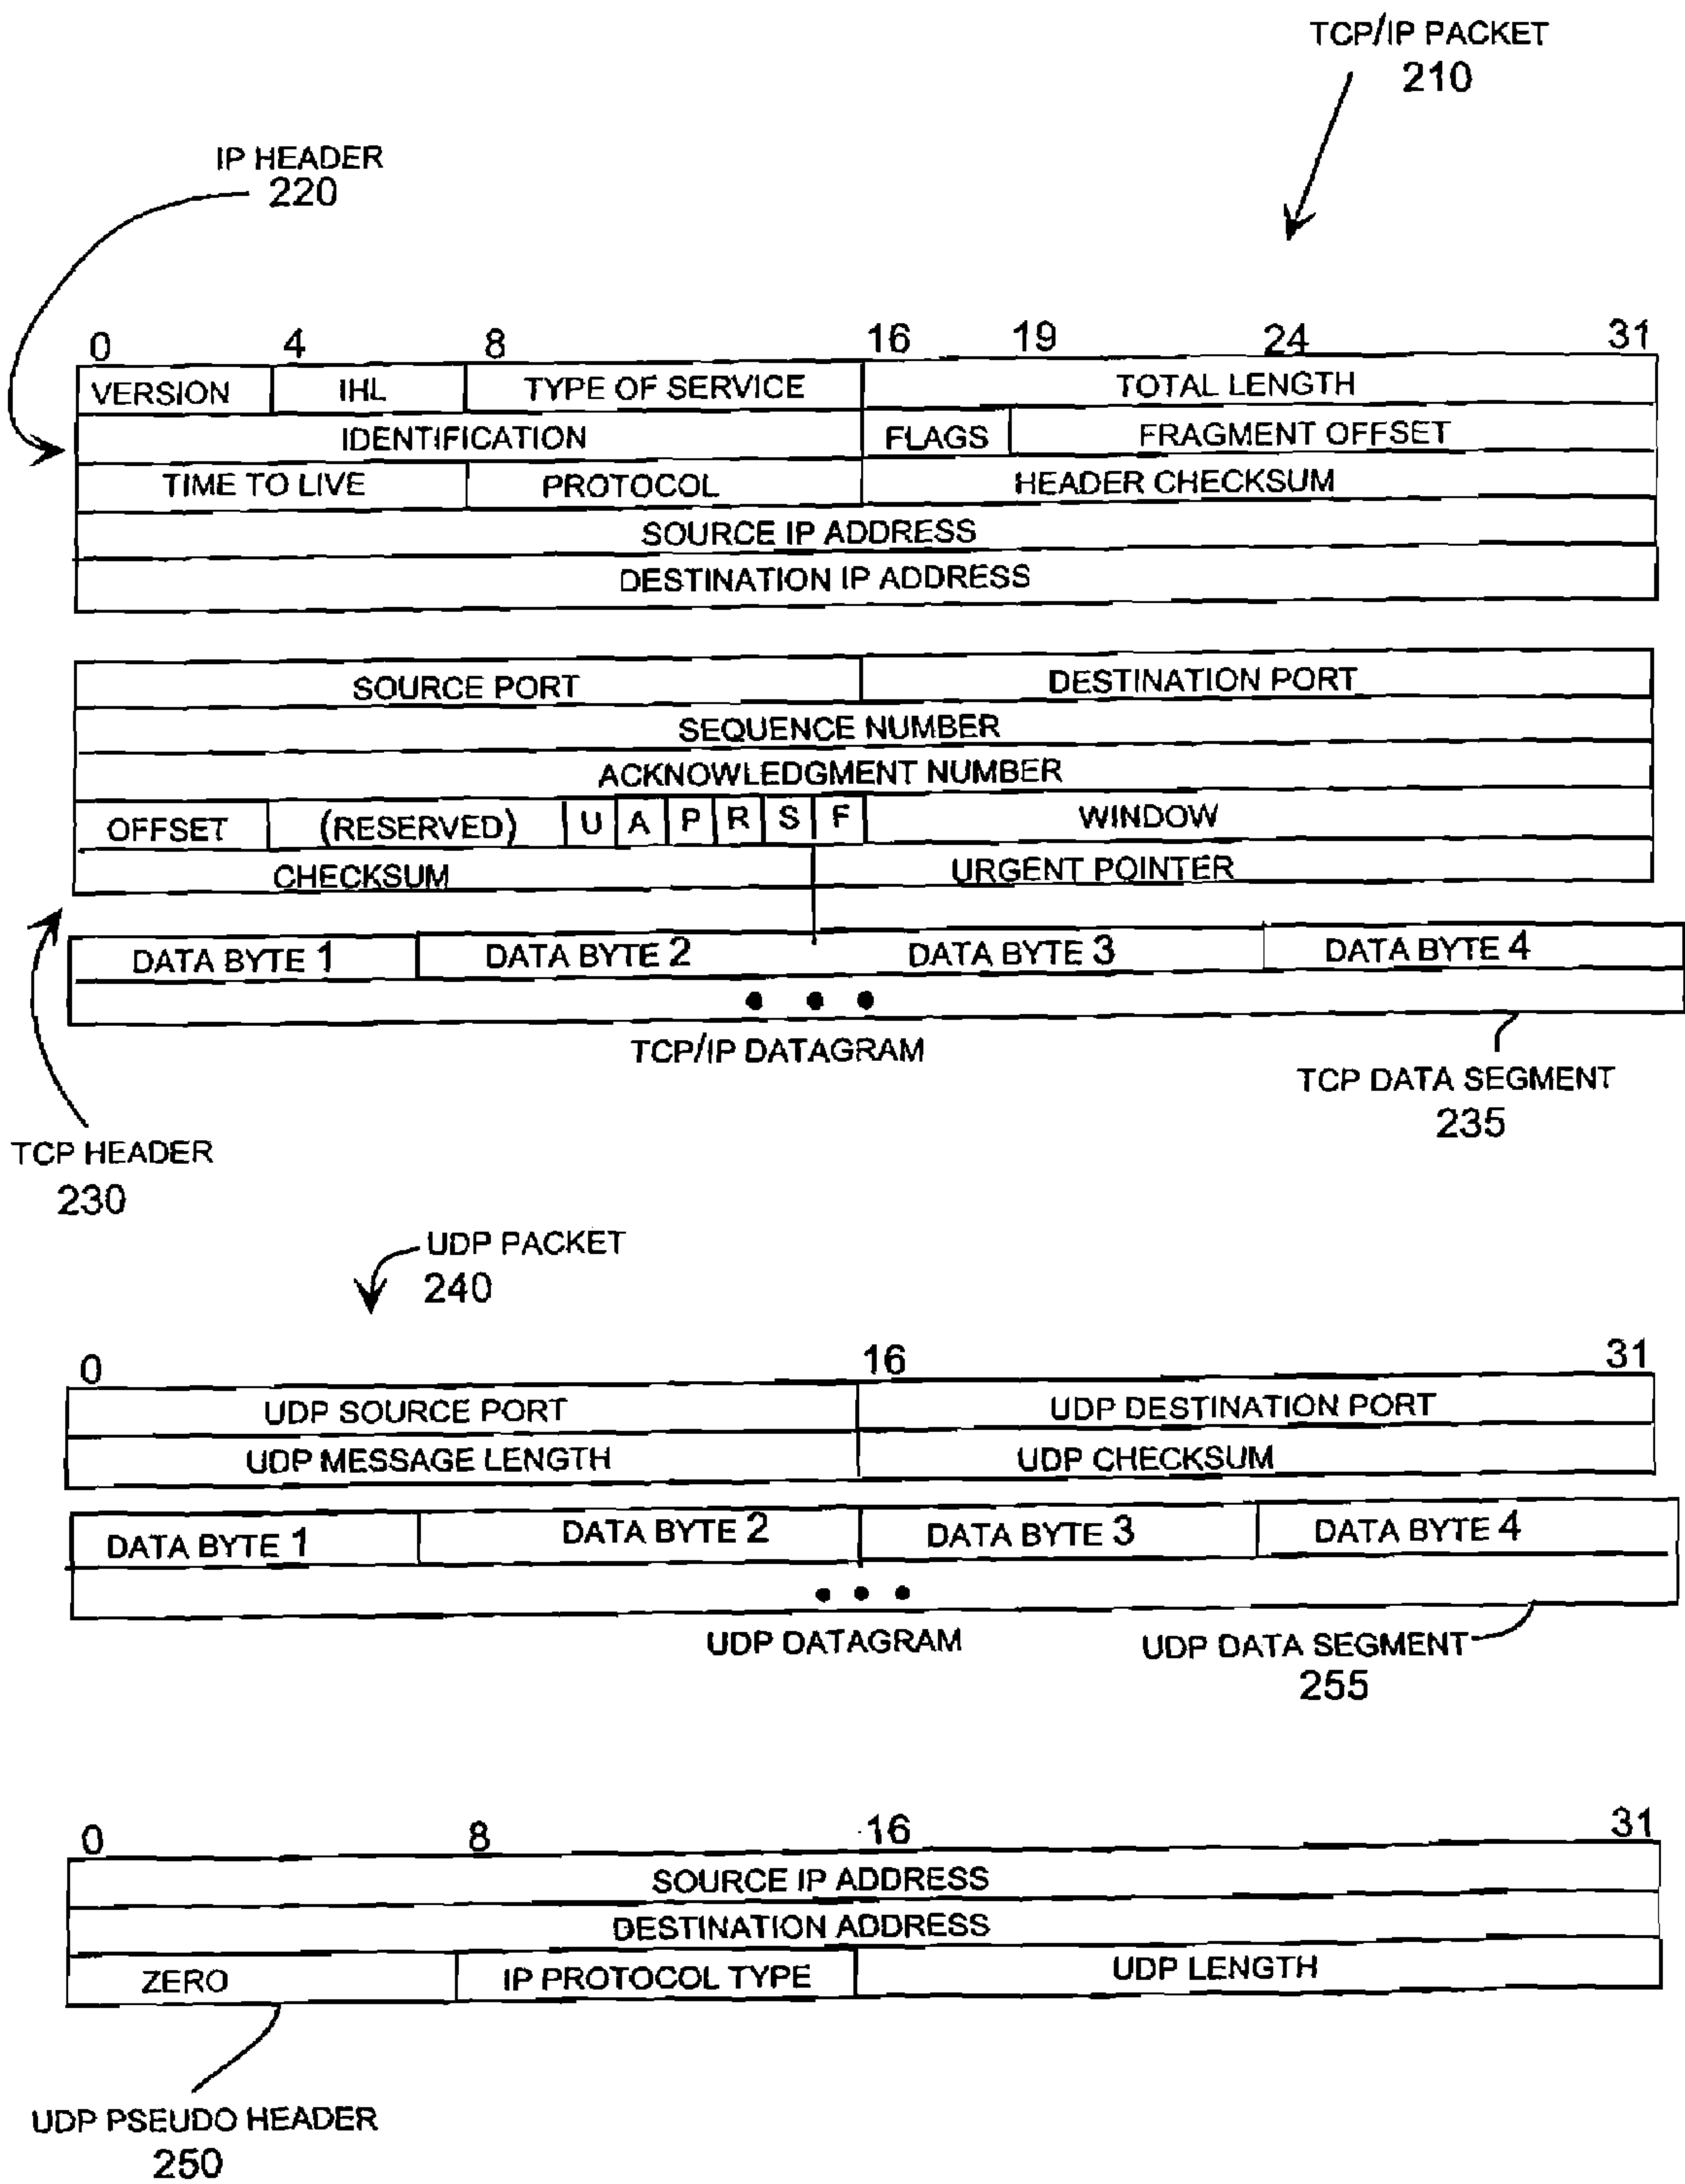 TCP/IP PACKET
210
IP HEADER
220
0 4 8 16 19 24 31
VERSION IHL TYPE OF SERVICE TOTAL LENGTH
IDENTIFICATION FLAGS FRAGMENT OFFSET
TIME TO LIVE PROTOCOL HEADER CHECKSUM
SOURCE IP ADDRESS
DESTINATION IP ADDRESS
SOURCE PORT DESTINATION PORT
SEQUENCE NUMBER
ACKNOWLEDGMENT NUMBER
OFFSET (RESERVED) U A P R S F WINDOW
CHECKSUM URGENT POINTER
DATA BYTE 1 DATA BYTE 2 DATA BYTE 3 DATA BYTE 4
• • •
TCP/IP DATAGRAM
TCP DATA SEGMENT
235
TCP HEADER
230
UDP PACKET
240
0 16 31
UDP SOURCE PORT UDP DESTINATION PORT
UDP MESSAGE LENGTH UDP CHECKSUM
DATA BYTE 1 DATA BYTE 2 DATA BYTE 3 DATA BYTE 4
• • •
UDP DATAGRAM
UDP DATA SEGMENT
255
0 8 16 31
SOURCE IP ADDRESS
DESTINATION ADDRESS
ZERO IP PROTOCOL TYPE UDP LENGTH
UDP PSEUDO HEADER
250